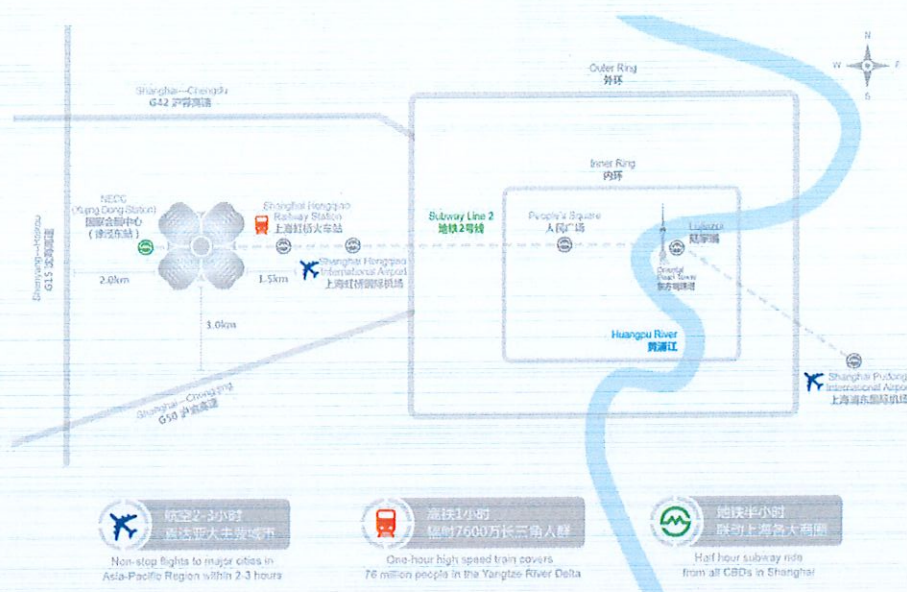 N
W
E
S
Outer Ring
外环
Shanghai—Chengdu
G42 沪蓉高速
Inner Ring
内环
NECC
国家会展中心
(徐泾东站)
Shanghai Hongqiao
Railway Station
上海虹桥火车站
Subway Line 2
地铁2号线
People's Square
人民广场
Lujiazui
陆家嘴
Shenyang—Haikou
G15 沈海高速
2.0km
1.5km
Shanghai Hongqiao
International Airport
上海虹桥国际机场
Oriental
Pearl Tower
东方明珠塔
3.0km
Huangpu River
黄浦江
Shanghai Pudong
International Airport
上海浦东国际机场
Shanghai—Chongqing
G50 沪渝高速
航空2-3小时
直达亚太主要城市
Non-stop flights to major cities in
Asia-Pacific Region within 2-3 hours
高铁1小时
辐射7600万长三角人群
One-hour high speed train covers
76 million people in the Yangtze River Delta
地铁半小时
联动上海各大商圈
Half hour subway ride
from all CBDs in Shanghai